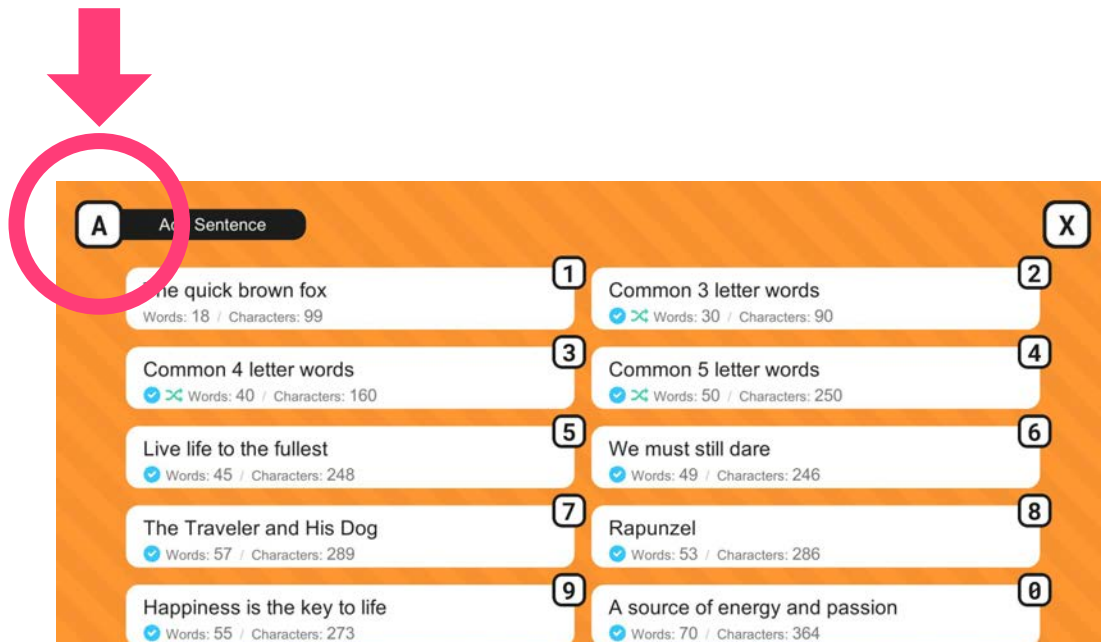 A
Sentence
X
1
quick brown fox
Words: 18 / Characters: 99
2
Common 3 letter words
Words: 30 / Characters: 90
3
Common 4 letter words
Words: 40 / Characters: 160
4
Common 5 letter words
Words: 50 / Characters: 250
5
Live life to the fullest
Words: 45 / Characters: 248
6
We must still dare
Words: 49 / Characters: 246
7
The Traveler and His Dog
Words: 57 / Characters: 289
8
Rapunzel
Words: 53 / Characters: 286
9
Happiness is the key to life
Words: 55 / Characters: 273
0
A source of energy and passion
Words: 70 / Characters: 364